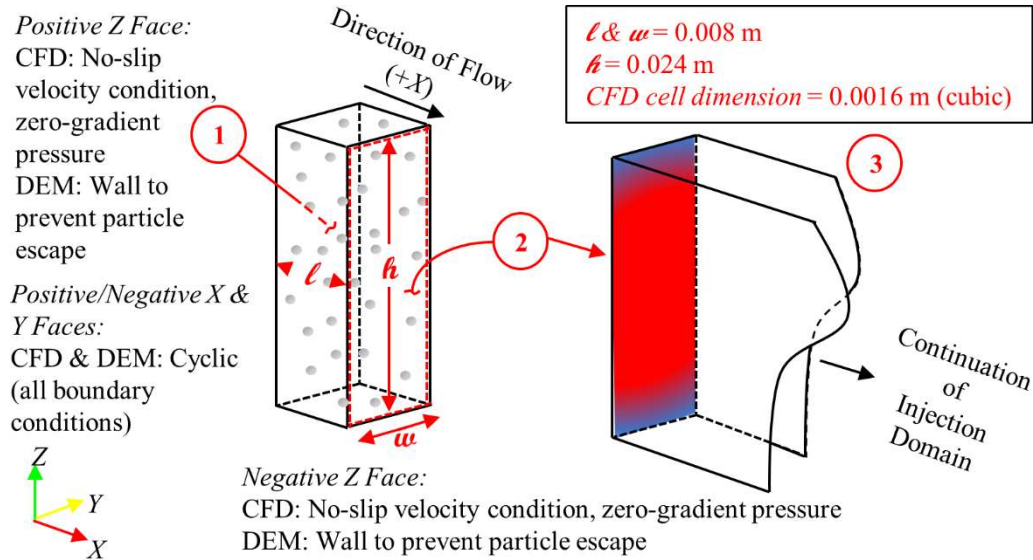 Positive Z Face:
CFD: No-slip
velocity condition,
zero-gradient
pressure
DEM: Wall to
prevent particle
escape
Positive/Negative X &
Y Faces:
CFD & DEM: Cyclic
(all boundary
conditions)
Z
Y
X
1
Direction of Flow
(+X)
ℓ
h
w
2
ℓ & w = 0.008 m
h = 0.024 m
CFD cell dimension = 0.0016 m (cubic)
3
Continuation
of
Injection
Domain
Negative Z Face:
CFD: No-slip velocity condition, zero-gradient pressure
DEM: Wall to prevent particle escape